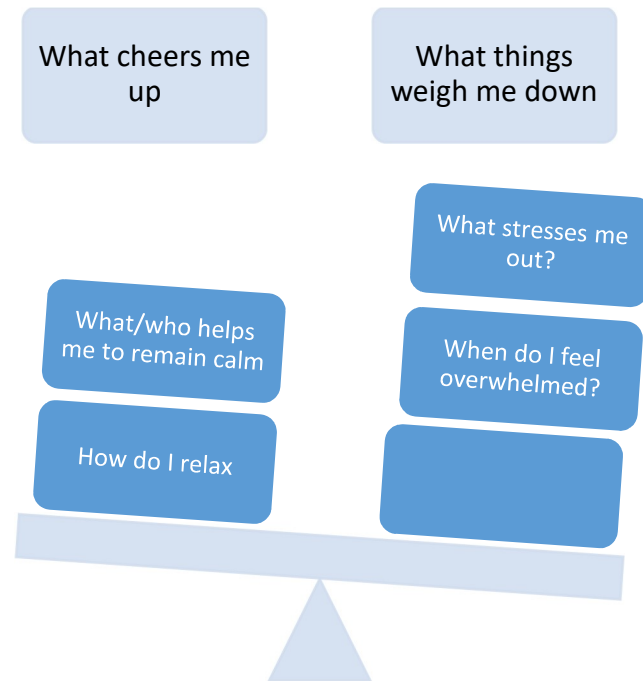 What cheers me
up
What things
weigh me down
What stresses me
out?
What/who helps
me to remain calm
When do I feel
overwhelmed?
How do I relax